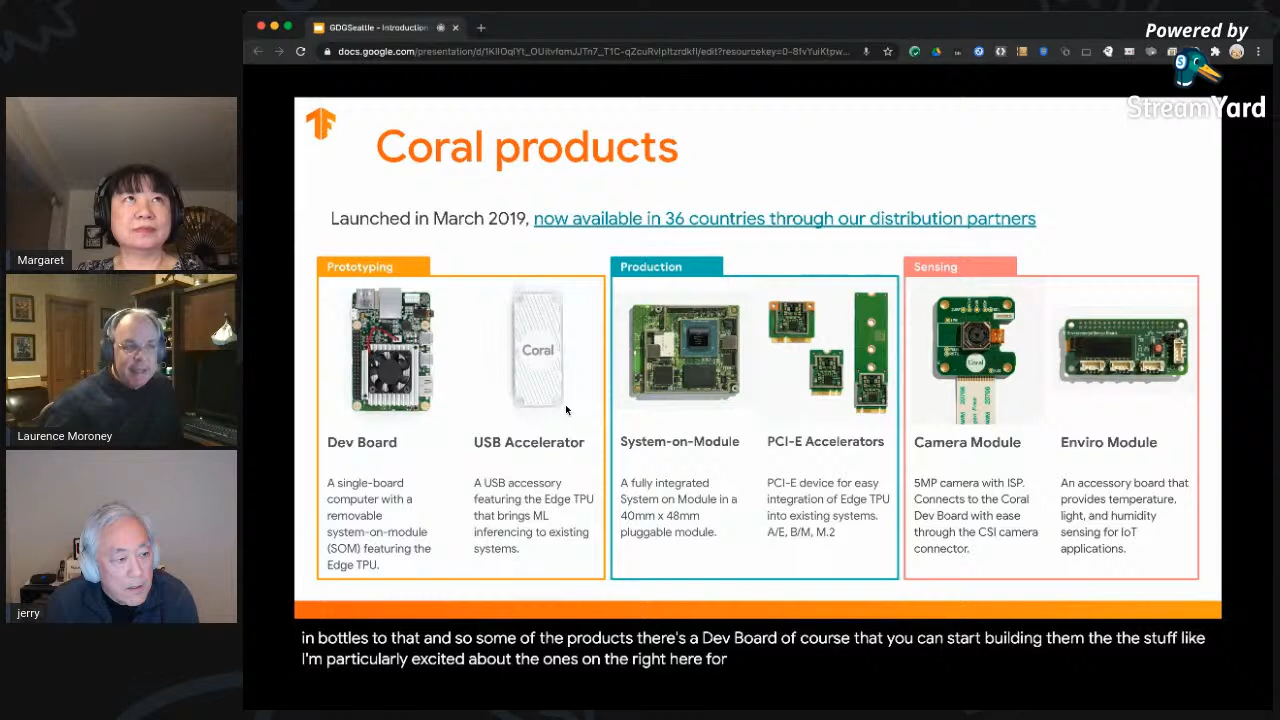 GDGSeattle - Introduction
docs.google.com/presentation/d/
Powered by
StreamYard
Coral products
Launched in March 2019, now available in 36 countries through our distribution partners
Prototyping
Coral
Dev Board
A single-board
computer with a
removable
system-on-module
(SOM) featuring the
Edge TPU.
USB Accelerator
A USB accessory
featuring the Edge TPU
that brings ML
inferencing to existing
systems.
Production
System-on-Module
A fully integrated
System on Module in a
40mm x 48mm
pluggable module.
PCI-E Accelerators
PCI-E device for easy
integration of Edge TPU
into existing systems.
A/E, B/M, M.2
Sensing
Camera Module
5MP camera with ISP.
Connects to the Coral
Dev Board with ease
through the CSI camera
connector.
Enviro Module
An accessory board that
provides temperature,
light, and humidity
sensing for IoT
applications.
in bottles to that and so some of the products there's a Dev Board of course that you can start building them the the stuff like
I'm particularly excited about the ones on the right here for
Margaret
Laurence Moroney
jerry